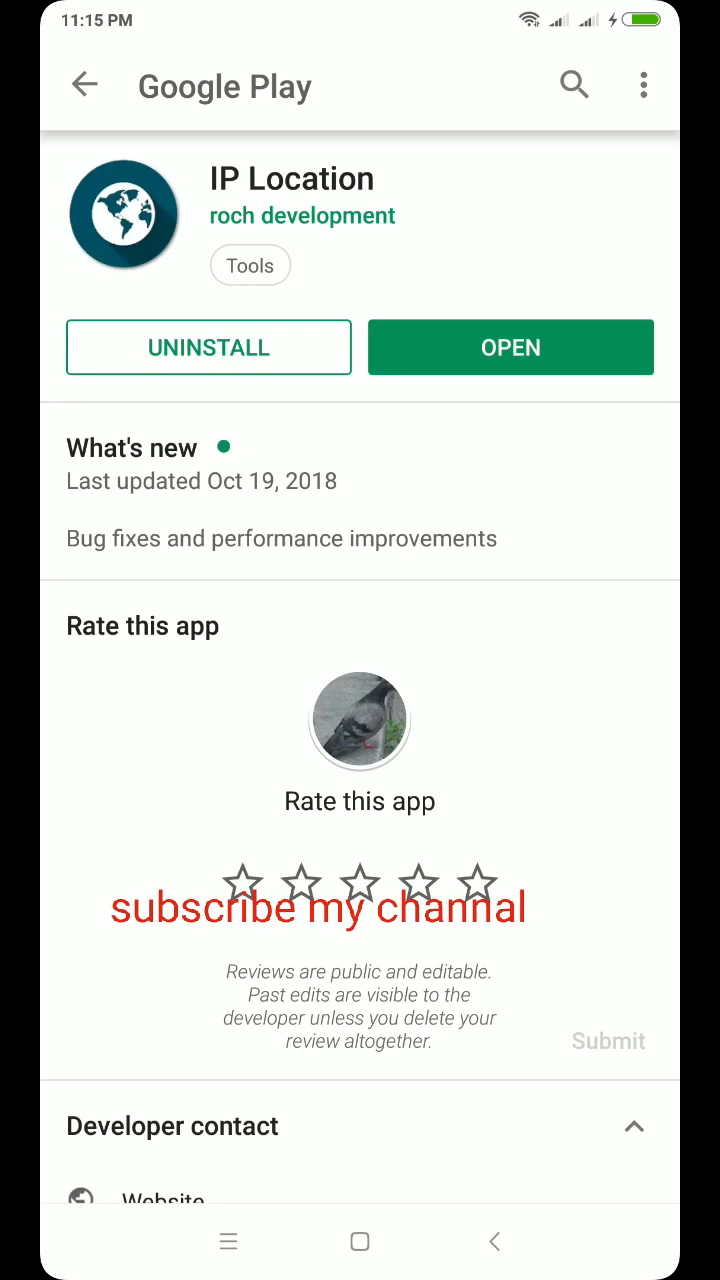 11:15 PM
Google Play
IP Location
roch development
Tools
UNINSTALL
OPEN
What's new
Last updated Oct 19, 2018
Bug fixes and performance improvements
Rate this app
Rate this app
subscribe my channal
Reviews are public and editable.
Past edits are visible to the
developer unless you delete your
review altogether.
Submit
Developer contact
Website